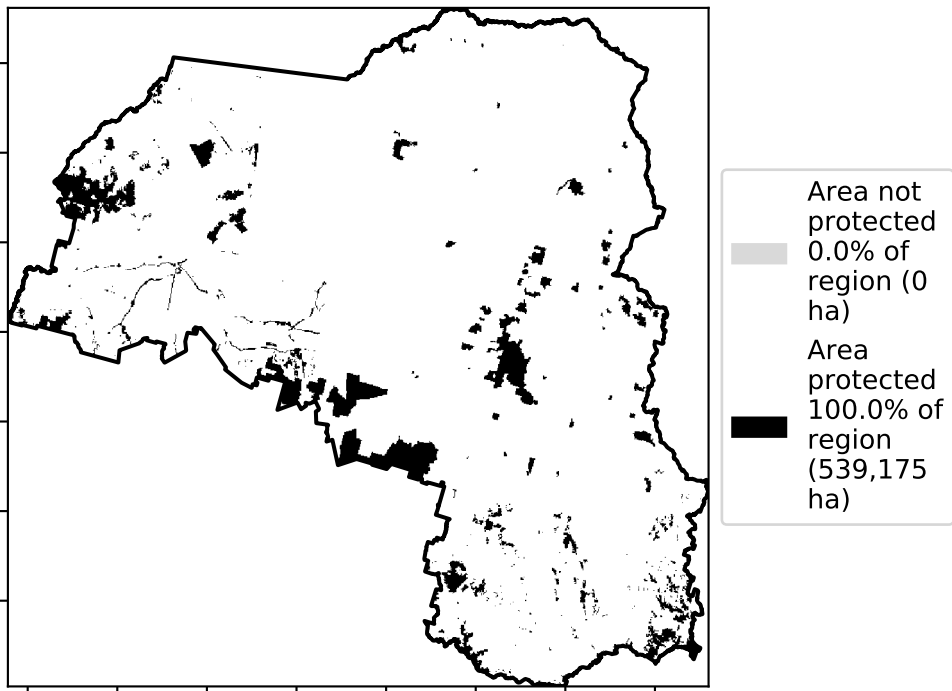 Area not
protected
0.0% of
region (0
ha)
Area
protected
100.0% of
region
(539,175
ha)